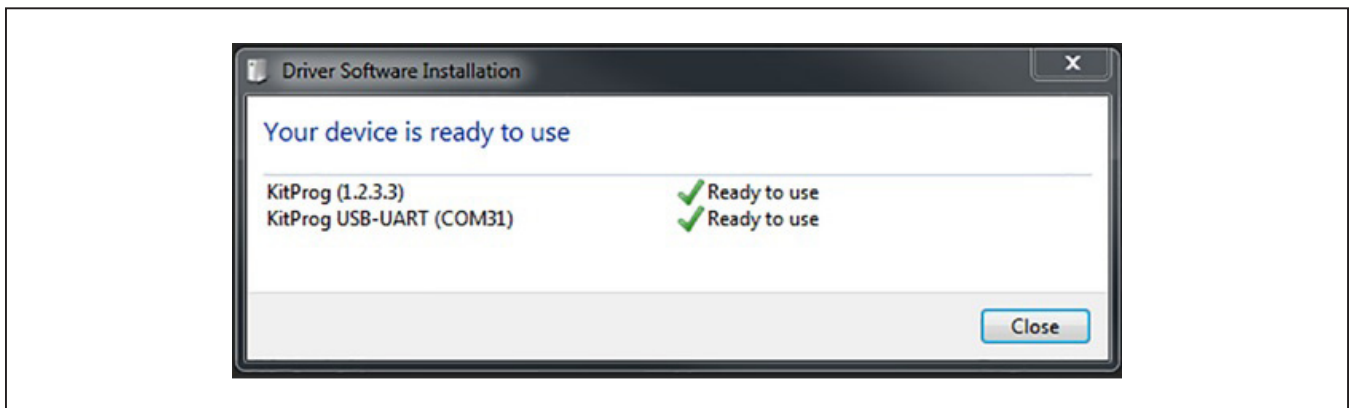 Driver Software Installation
Your device is ready to use
KitProg (1.2.3.3) Ready to use
KitProg USB-UART (COM31) Ready to use
Close